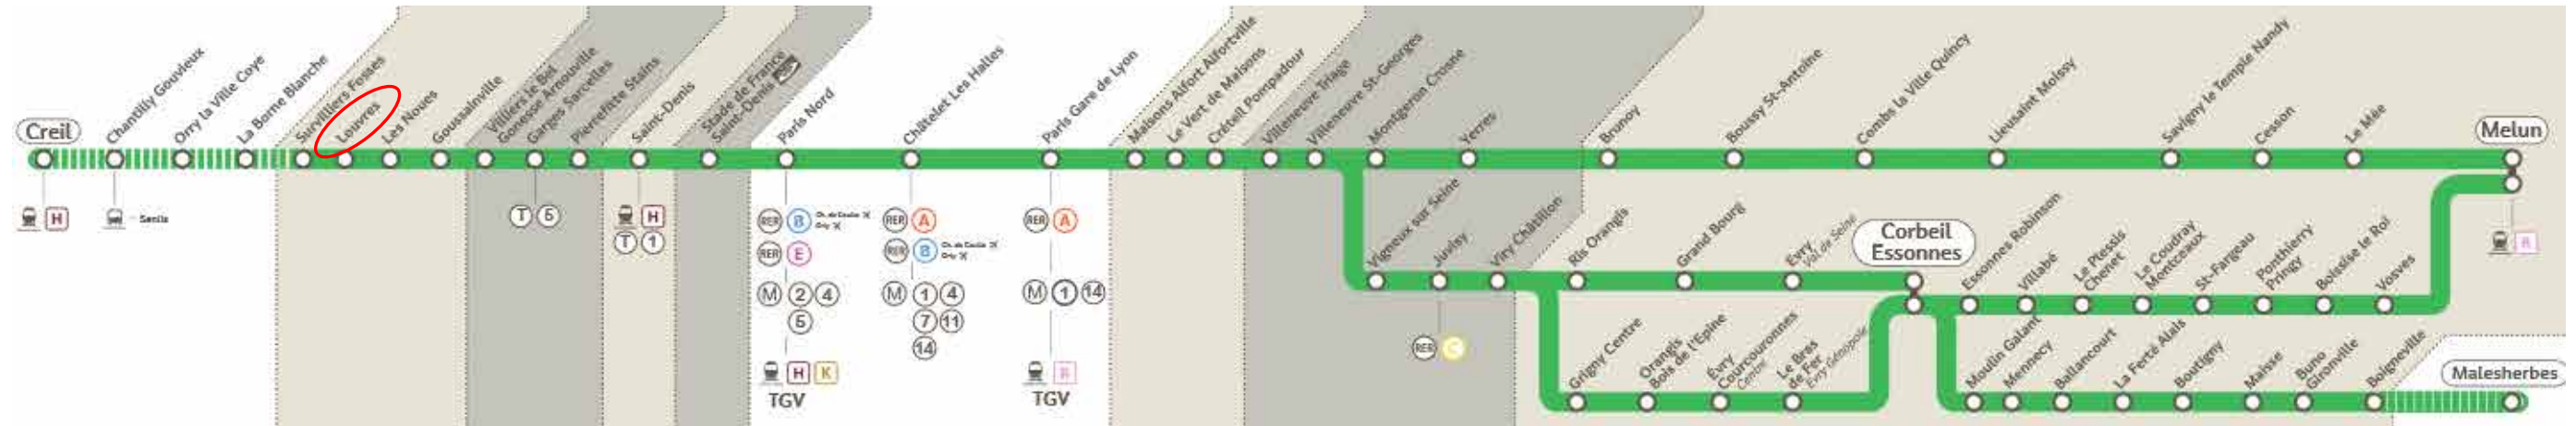 Creil
Chantilly Gouvieux
Orry la Ville Coye
La Borne Blanche
Survilliers Fosses
Louvres
Les Noues
Goussainville
Villiers le Bel
Gonesse Arnouville
Garges Sarcelles
Pierrefitte Stains
Saint-Denis
Stade de France
Saint-Denis
Paris Nord
Châtelet Les Halles
Paris Gare de Lyon
Maisons Alfort Alfortville
Le Vert de Maisons
Créteil Pompadour
Villeneuve Triage
Villeneuve St-Georges
Montgeron Crosne
Yerres
Brunoy
Boussy St-Antoine
Combs la Ville Quincy
Lieusaint Moissy
Savigny le Temple Nandy
Cesson
Le Mée
Melun
H
Senlis
T 5
H
T 1
RER B
RER E
M 2 4
5
H K
TGV
RER A
RER B
M 1 4
7 11
14
RER A
M 1 14
R
TGV
Vigneux sur Seine
Juvisy
Viry Châtillon
Ris Orangis
Grand Bourg
Évry
Val de Seine
Corbeil
Essonnes
Essonnes Robinson
Villabé
Le Plessis
Chenet
Le Coudray
Montceaux
St-Fargeau
Ponthierry
Pringy
Boissise le Roi
Vosves
R
RER C
Grigny Centre
Orangis
Bois de l'Epine
Évry
Courcouronnes
Centre
Le Bras
de Fer
Evry Génopole
Moulin Galant
Mennecy
Ballancourt
La Ferté Alais
Boutigny
Maisse
Buno
Gironville
Boigneville
Malesherbes